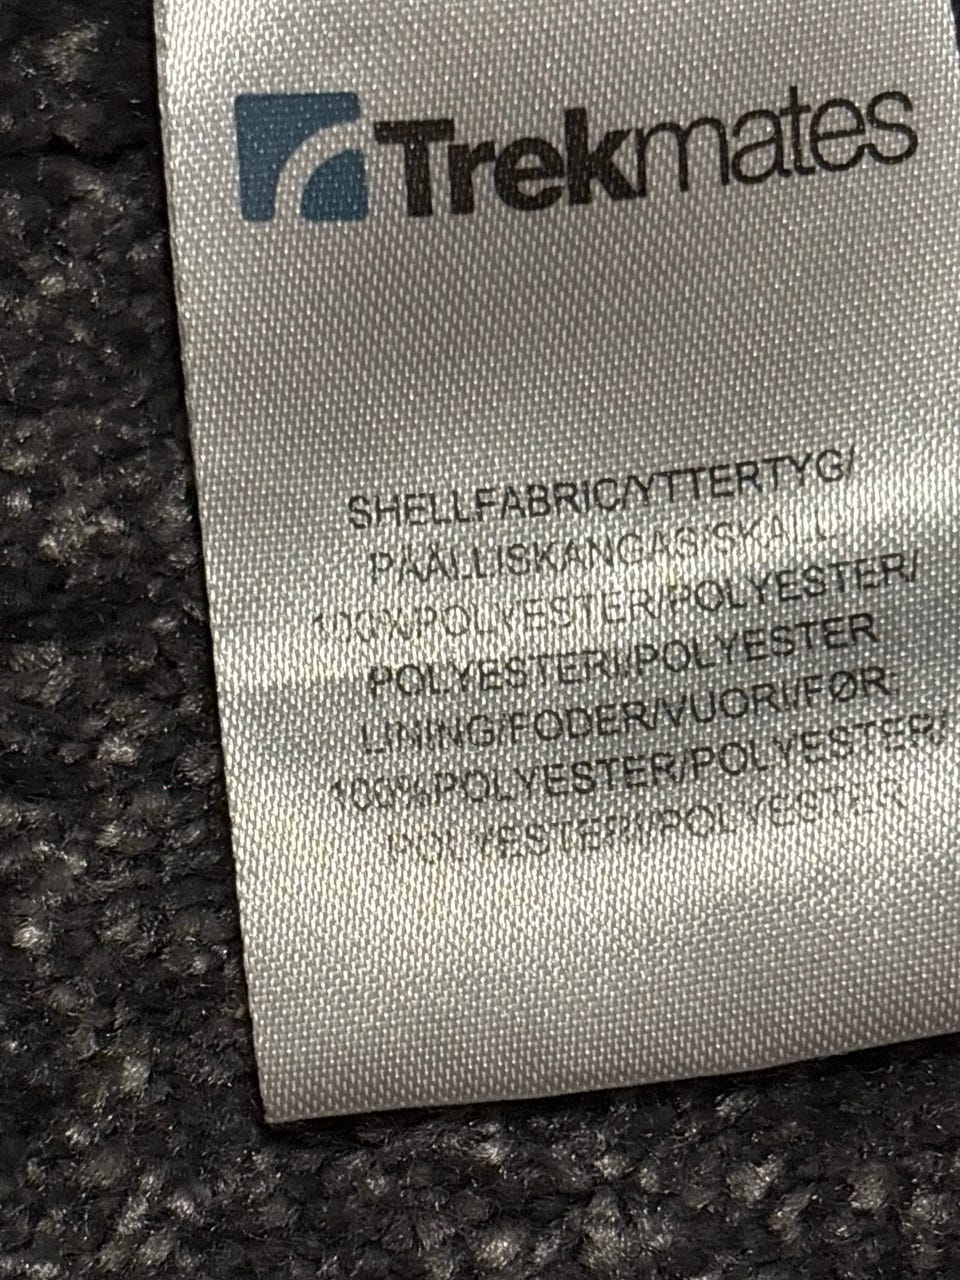 Trekmates
SHELLFABRIC/YTTERTYG/
PÄÄLLISKANGAS/SKALL:
100%POLYESTER/POLYESTER/
POLYESTERI/POLYESTER
LINING/FODER/VUORI/FØR:
100%POLYESTER/POLYESTER/
POLYESTERI/POLYESTER